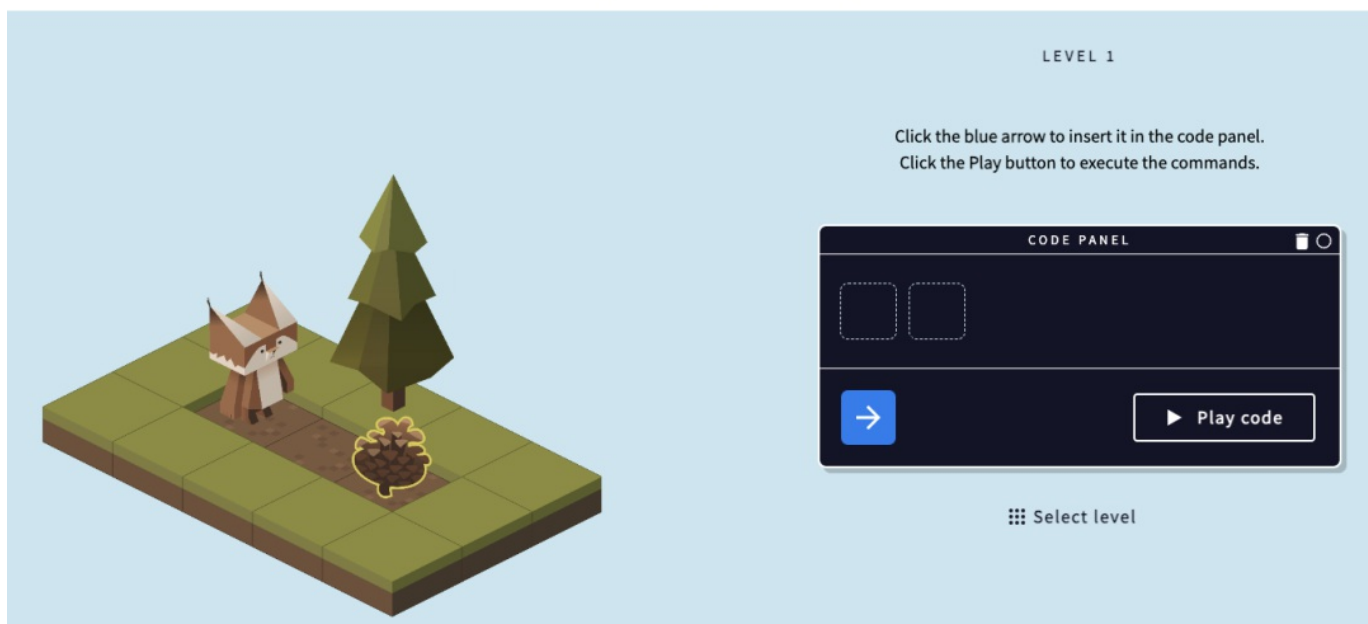 LEVEL 1
Click the blue arrow to insert it in the code panel.
Click the Play button to execute the commands.
CODE PANEL
Play code
Select level